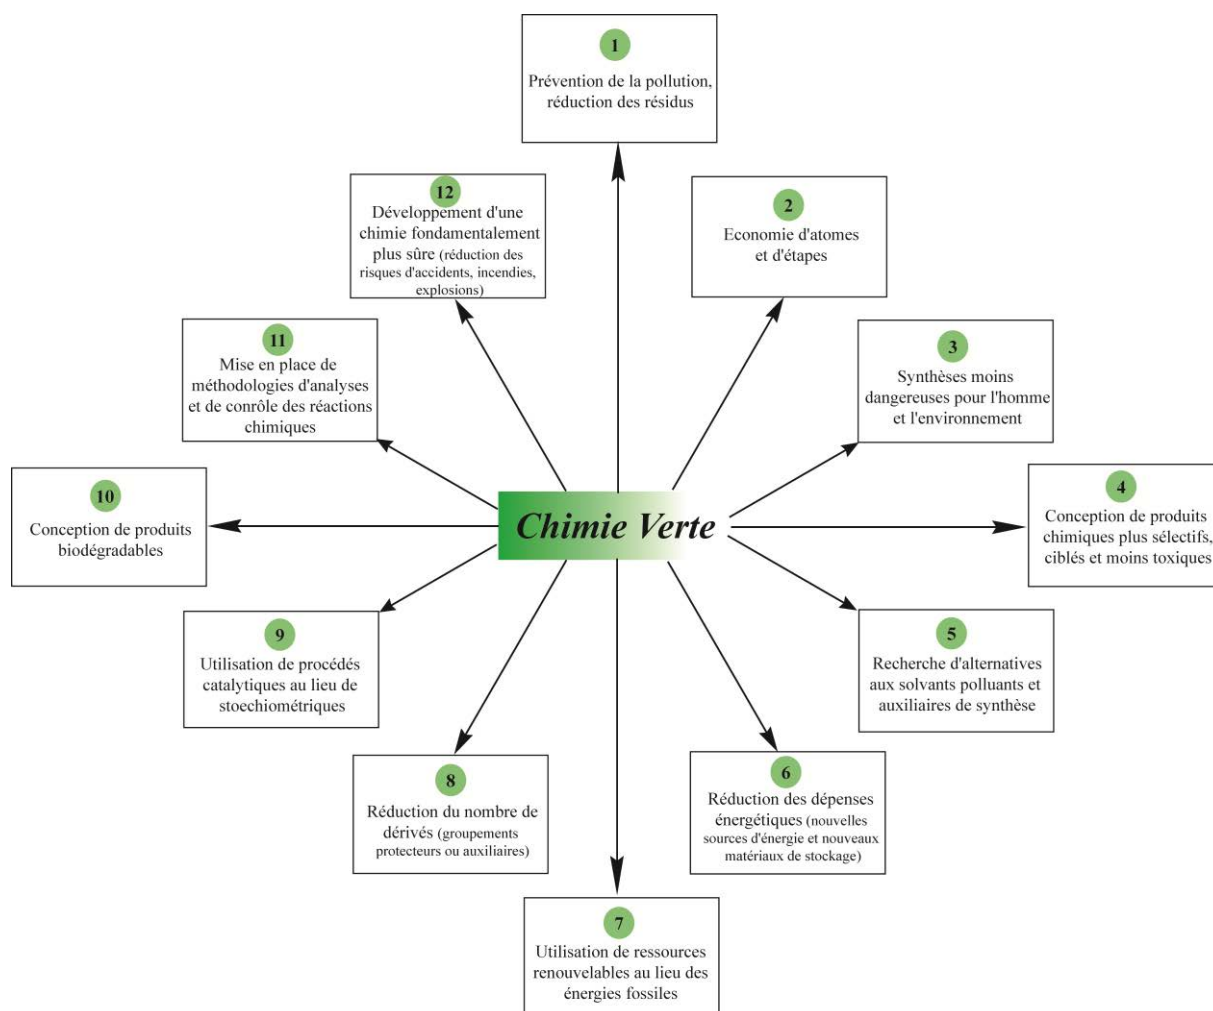 1
Prévention de la pollution,
réduction des résidus
2
Economie d'atomes
et d'étapes
3
Synthèses moins
dangereuses pour l'homme
et l'environnement
4
Conception de produits
chimiques plus sélectifs,
ciblés et moins toxiques
5
Recherche d'alternatives
aux solvants polluants et
auxiliaires de synthèse
6
Réduction des dépenses
énergétiques (nouvelles
sources d'énergie et nouveaux
matériaux de stockage)
7
Utilisation de ressources
renouvelables au lieu des
énergies fossiles
8
Réduction du nombre de
dérivés (groupements
protecteurs ou auxiliaires)
9
Utilisation de procédés
catalytiques au lieu de
stoechiométriques
10
Conception de produits
biodégradables
11
Mise en place de
méthodologies d'analyses
et de conrôle des réactions
chimiques
12
Développement d'une
chimie fondamentalement
plus sûre (réduction des
risques d'accidents, incendies,
explosions)
Chimie Verte